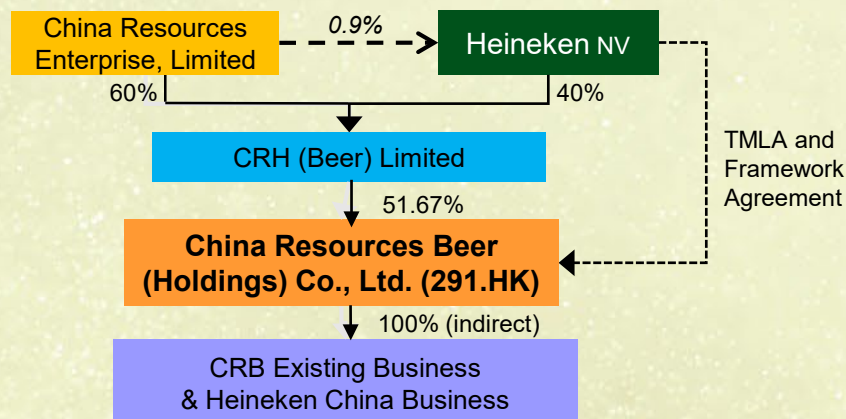 China Resources
Enterprise, Limited
0.9%
Heineken NV
60%
40%
CRH (Beer) Limited
TMLA and
Framework
Agreement
51.67%
China Resources Beer
(Holdings) Co., Ltd. (291.HK)
100% (indirect)
CRB Existing Business
& Heineken China Business